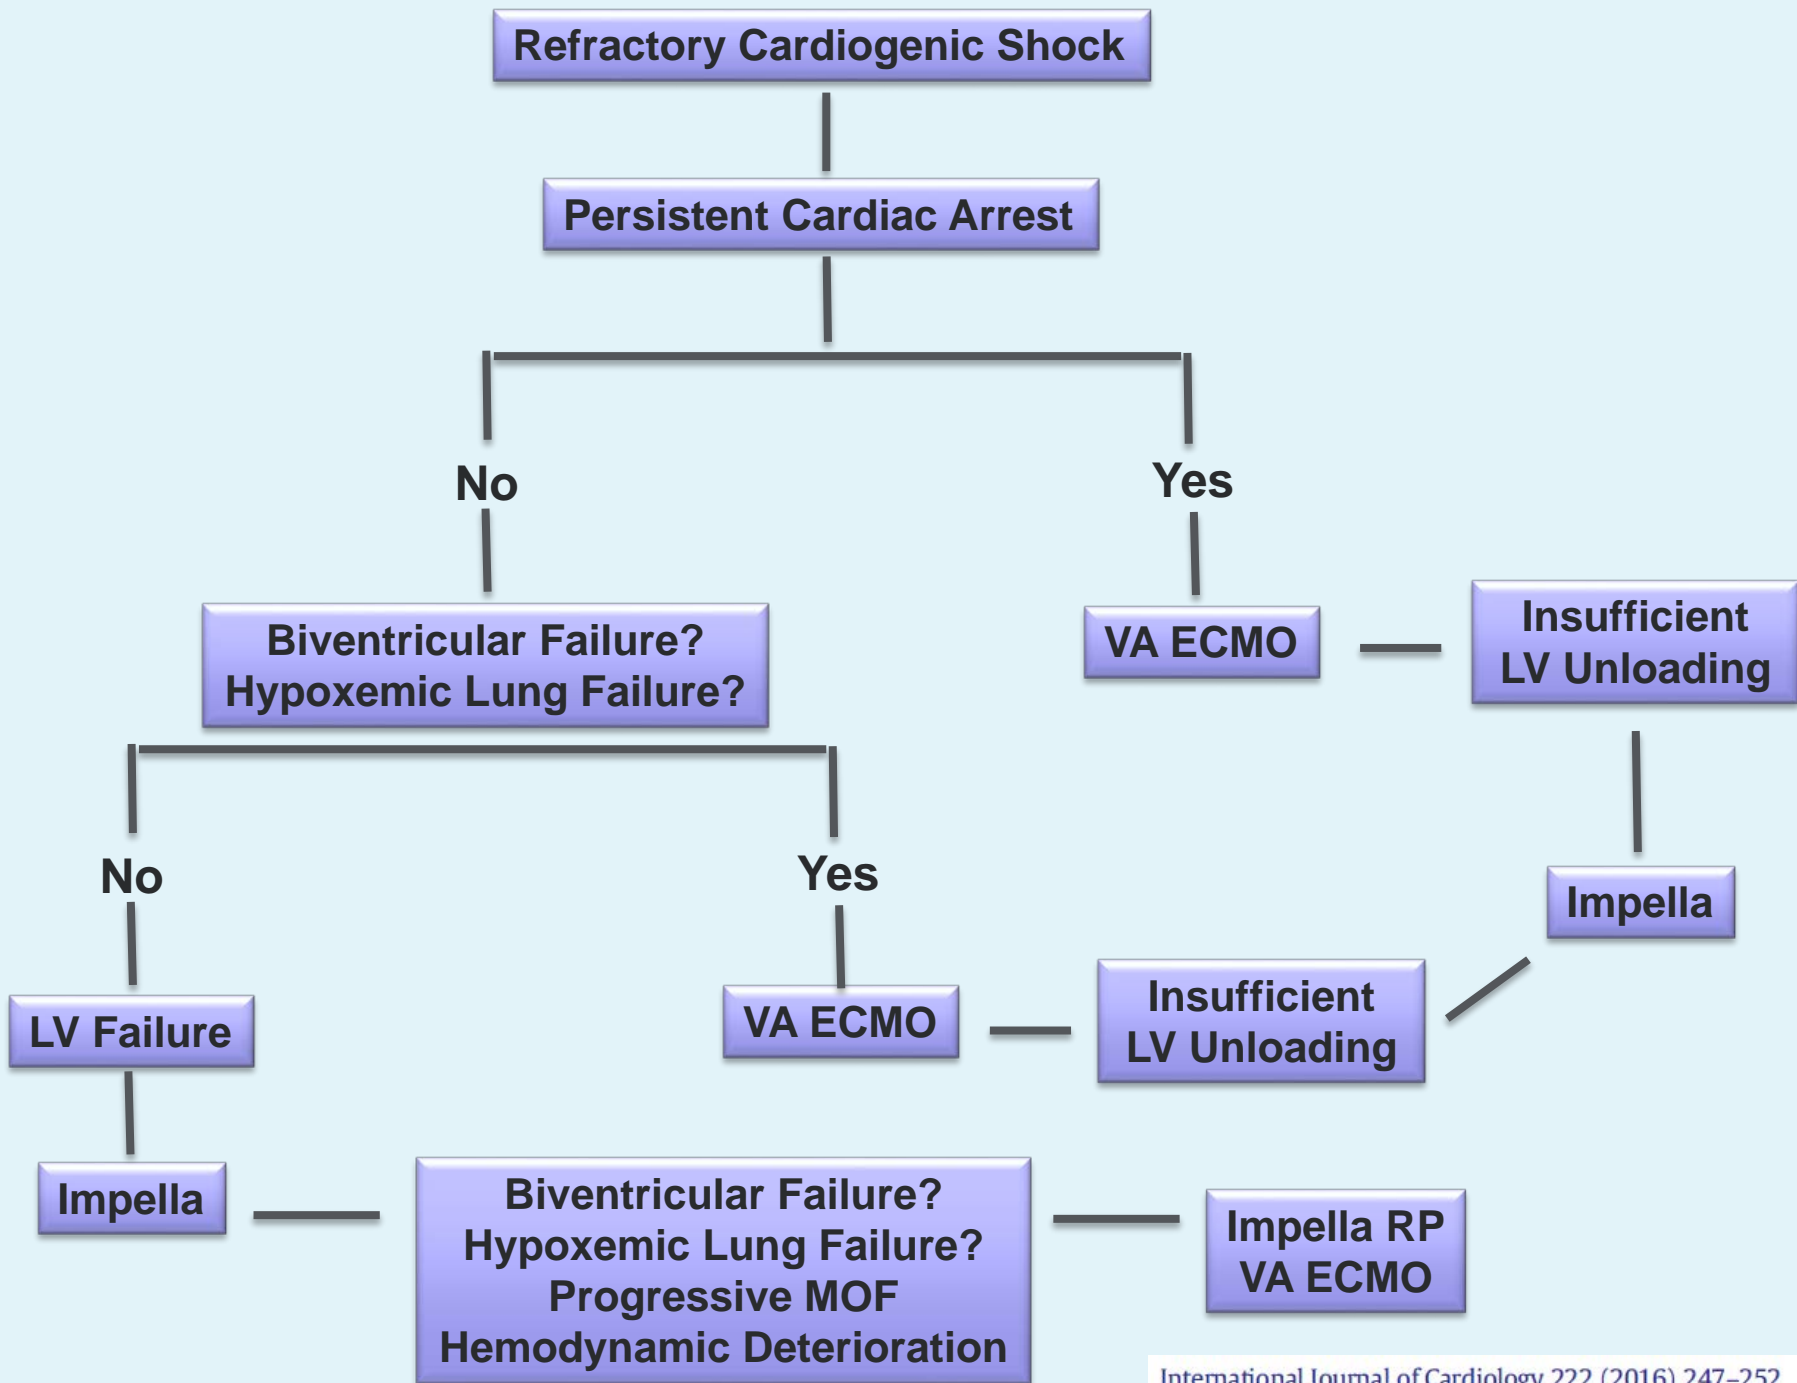 Refractory Cardiogenic Shock
Persistent Cardiac Arrest
No
Yes
Biventricular Failure?
Hypoxemic Lung Failure?
VA ECMO
Insufficient
LV Unloading
No
Yes
Impella
LV Failure
VA ECMO
Insufficient
LV Unloading
Impella
Biventricular Failure?
Hypoxemic Lung Failure?
Progressive MOF
Hemodynamic Deterioration
Impella RP
VA ECMO
International Journal of Cardiology 222 (2016) 247–252